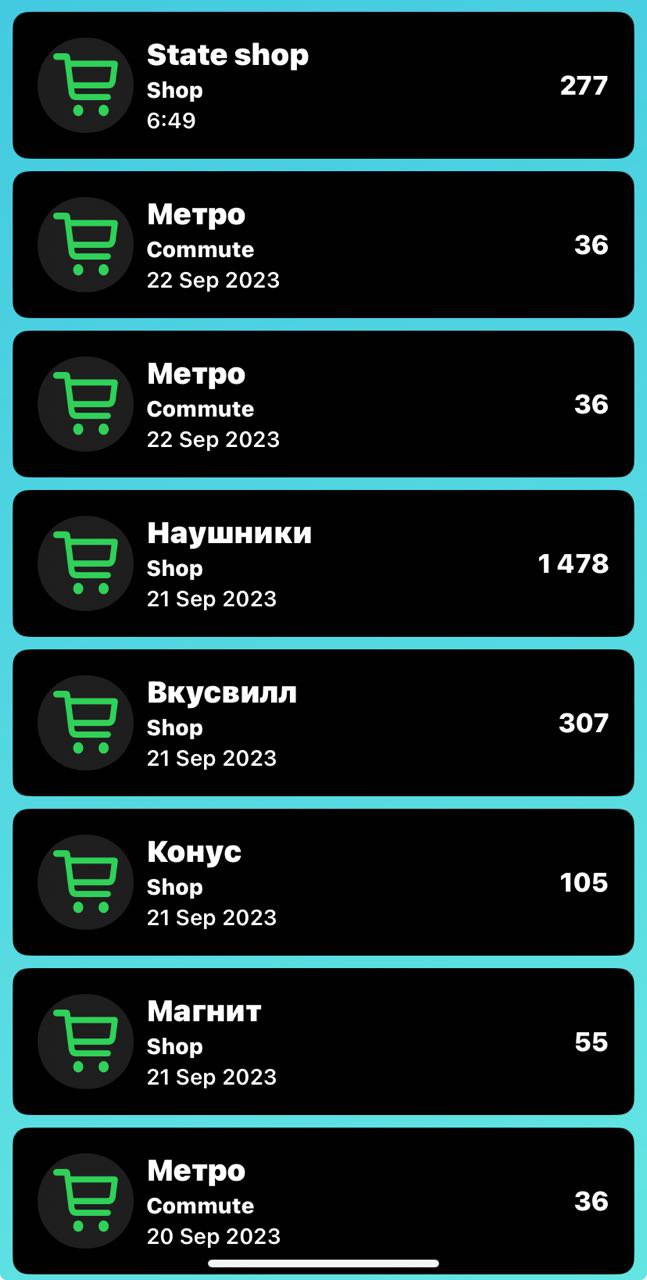 State shop
Shop
277
6:49
Метро
Commute
36
22 Sep 2023
Метро
Commute
36
22 Sep 2023
Наушники
Shop
1 478
21 Sep 2023
Вкусвилл
Shop
307
21 Sep 2023
Конус
Shop
105
21 Sep 2023
Магнит
Shop
55
21 Sep 2023
Метро
Commute
36
20 Sep 2023